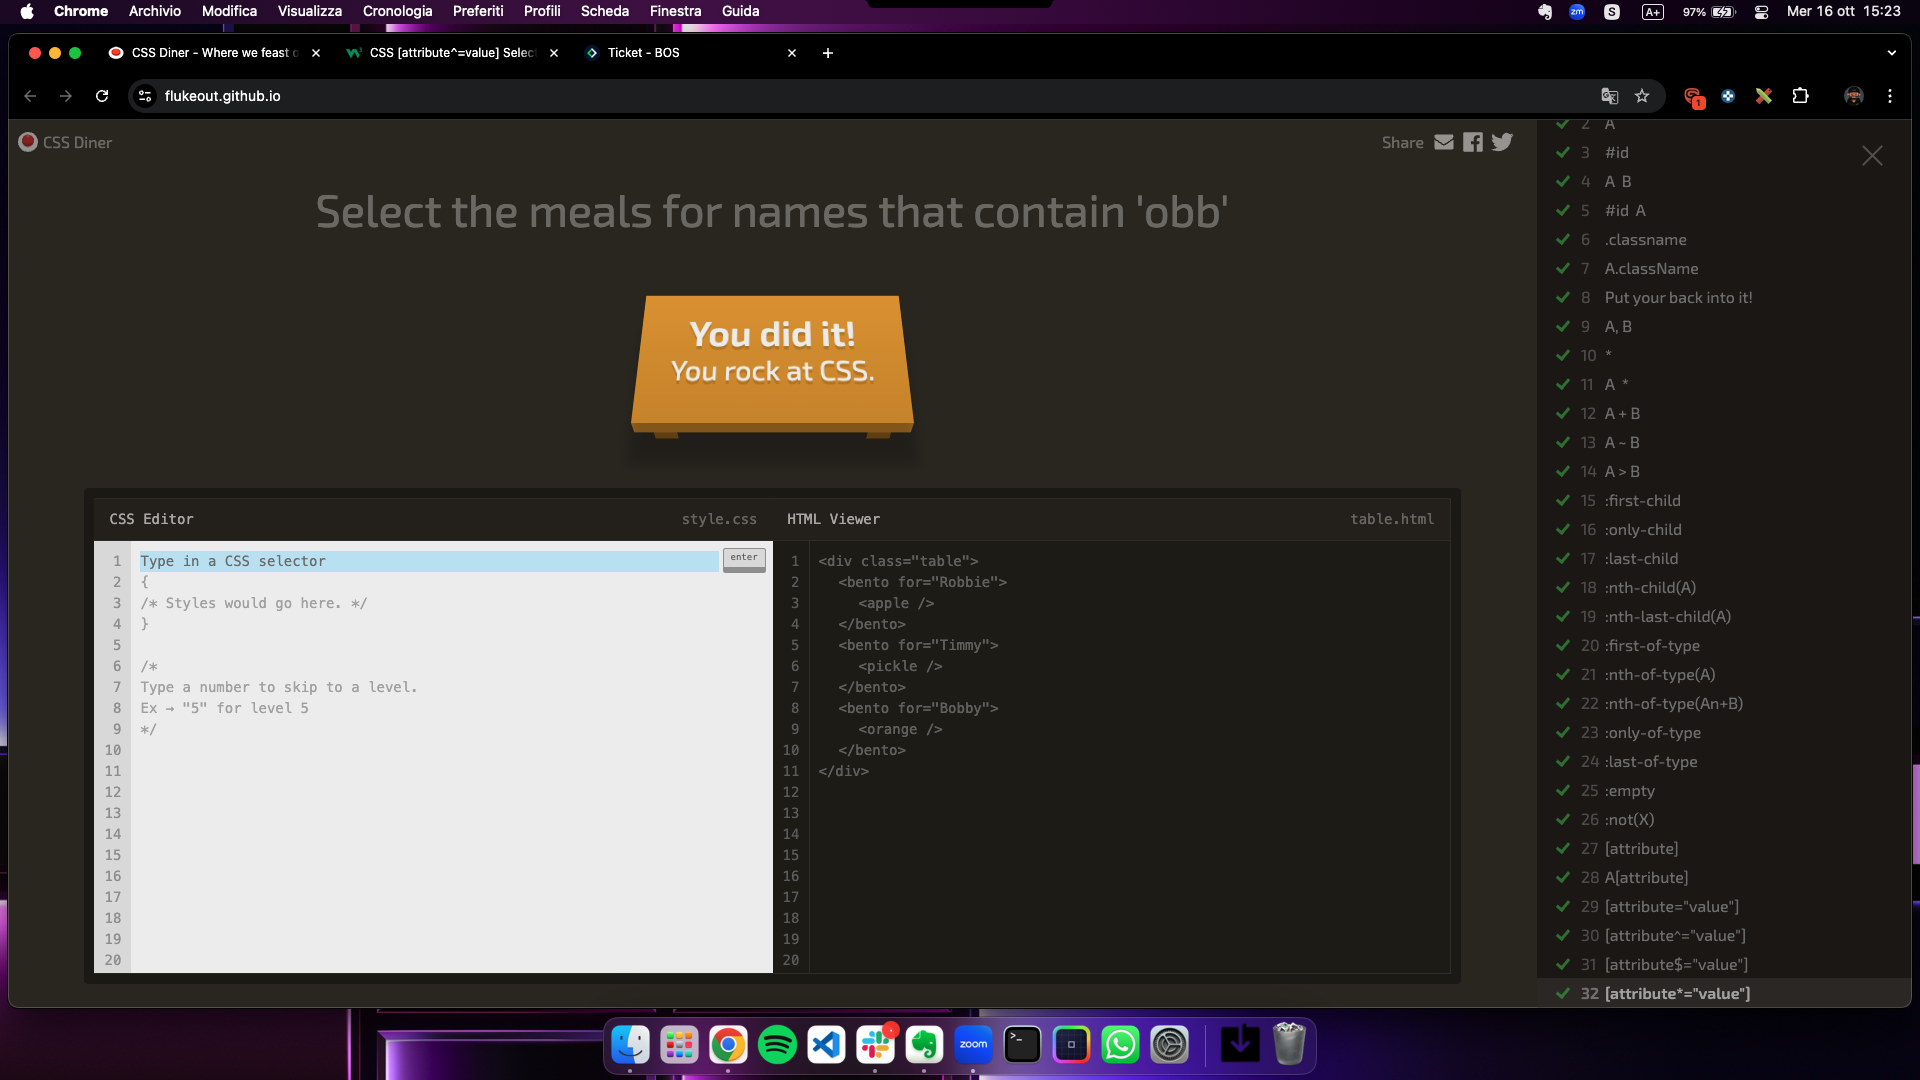 Chrome Archivio Modifica Visualizza Cronologia Preferiti Profili Scheda Finestra Guida
zm S A+ 97% Mer 16 ott 15:23
CSS Diner - Where we feast o
CSS [attribute^=value] Selec
Ticket - BOS
flukeout.github.io
1
CSS Diner
Share
Select the meals for names that contain 'obb'
You did it!
You rock at CSS.
CSS Editor style.css
1 Type in a CSS selector
enter
2 {
3 /* Styles would go here. */
4 }
5
6 /*
7 Type a number to skip to a level.
8 Ex → "5" for level 5
9 */
10
11
12
13
14
15
16
17
18
19
20
HTML Viewer table.html
1 <div class="table">
2 <bento for="Robbie">
3 <apple />
4 </bento>
5 <bento for="Timmy">
6 <pickle />
7 </bento>
8 <bento for="Bobby">
9 <orange />
10 </bento>
11 </div>
12
13
14
15
16
17
18
19
20
2 A
3 #id
4 A B
5 #id A
6 .classname
7 A.className
8 Put your back into it!
9 A, B
10 *
11 A *
12 A + B
13 A ~ B
14 A > B
15 :first-child
16 :only-child
17 :last-child
18 :nth-child(A)
19 :nth-last-child(A)
20 :first-of-type
21 :nth-of-type(A)
22 :nth-of-type(An+B)
23 :only-of-type
24 :last-of-type
25 :empty
26 :not(X)
27 [attribute]
28 A[attribute]
29 [attribute="value"]
30 [attribute^="value"]
31 [attribute$="value"]
32 [attribute*="value"]
zoom